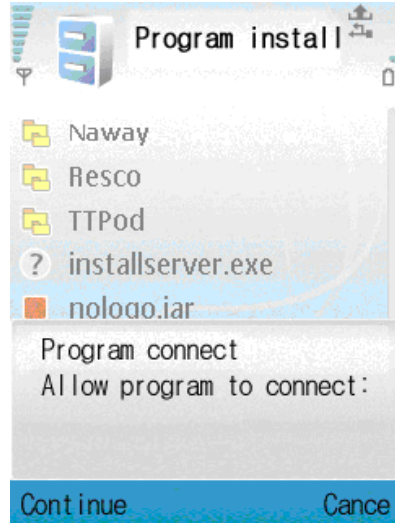 Program install
Naway
Resco
TTPod
installserver.exe
nologo.jar
Program connect
Allow program to connect:
Continue
Cance